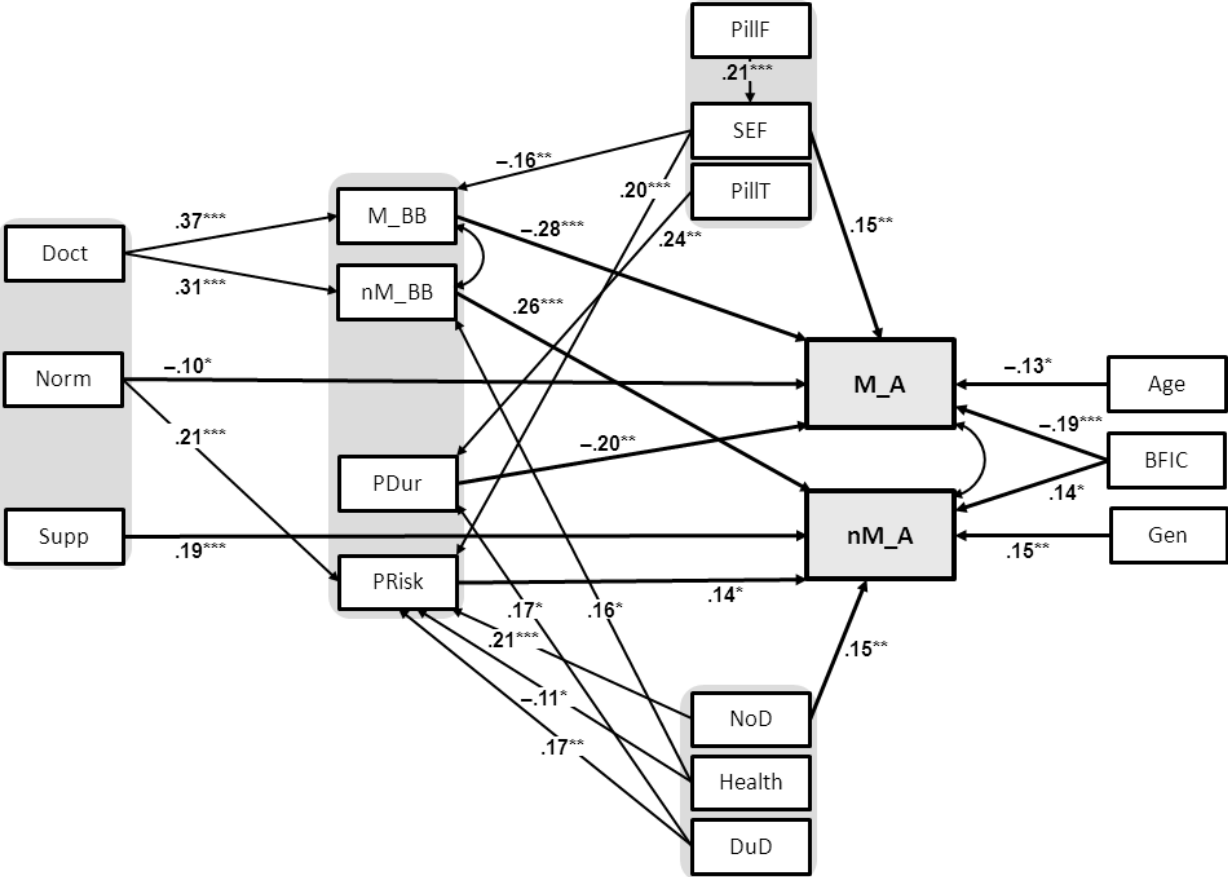 PillF
.21***
SEF
–.16**
.20***
PillT
M_BB
.37***
–.28***
.15**
.24**
Doct
.31***
nM_BB
.26***
Norm
–.10*
M_A
–.13*
Age
.21***
–.19***
–.20**
BFIC
PDur
.14*
Supp
.19***
nM_A
.15**
Gen
PRisk
.14*
.17*
.16*
.21***
.15**
–.11*
NoD
.17**
Health
DuD